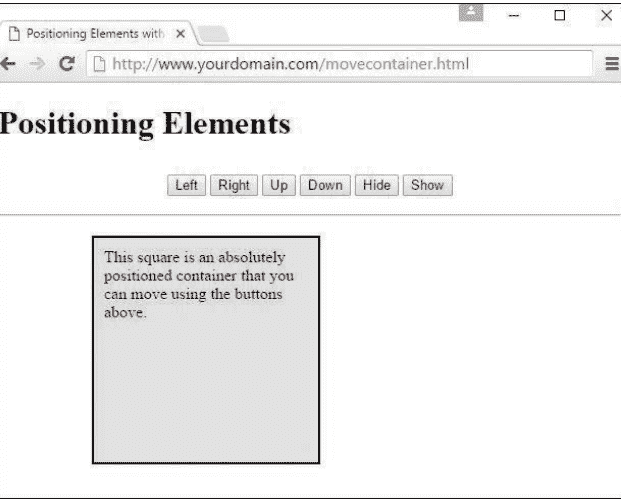 Positioning Elements with
http://www.yourdomain.com/movecontainer.html
Positioning Elements
Left Right Up Down Hide Show
This square is an absolutely
positioned container that you
can move using the buttons
above.